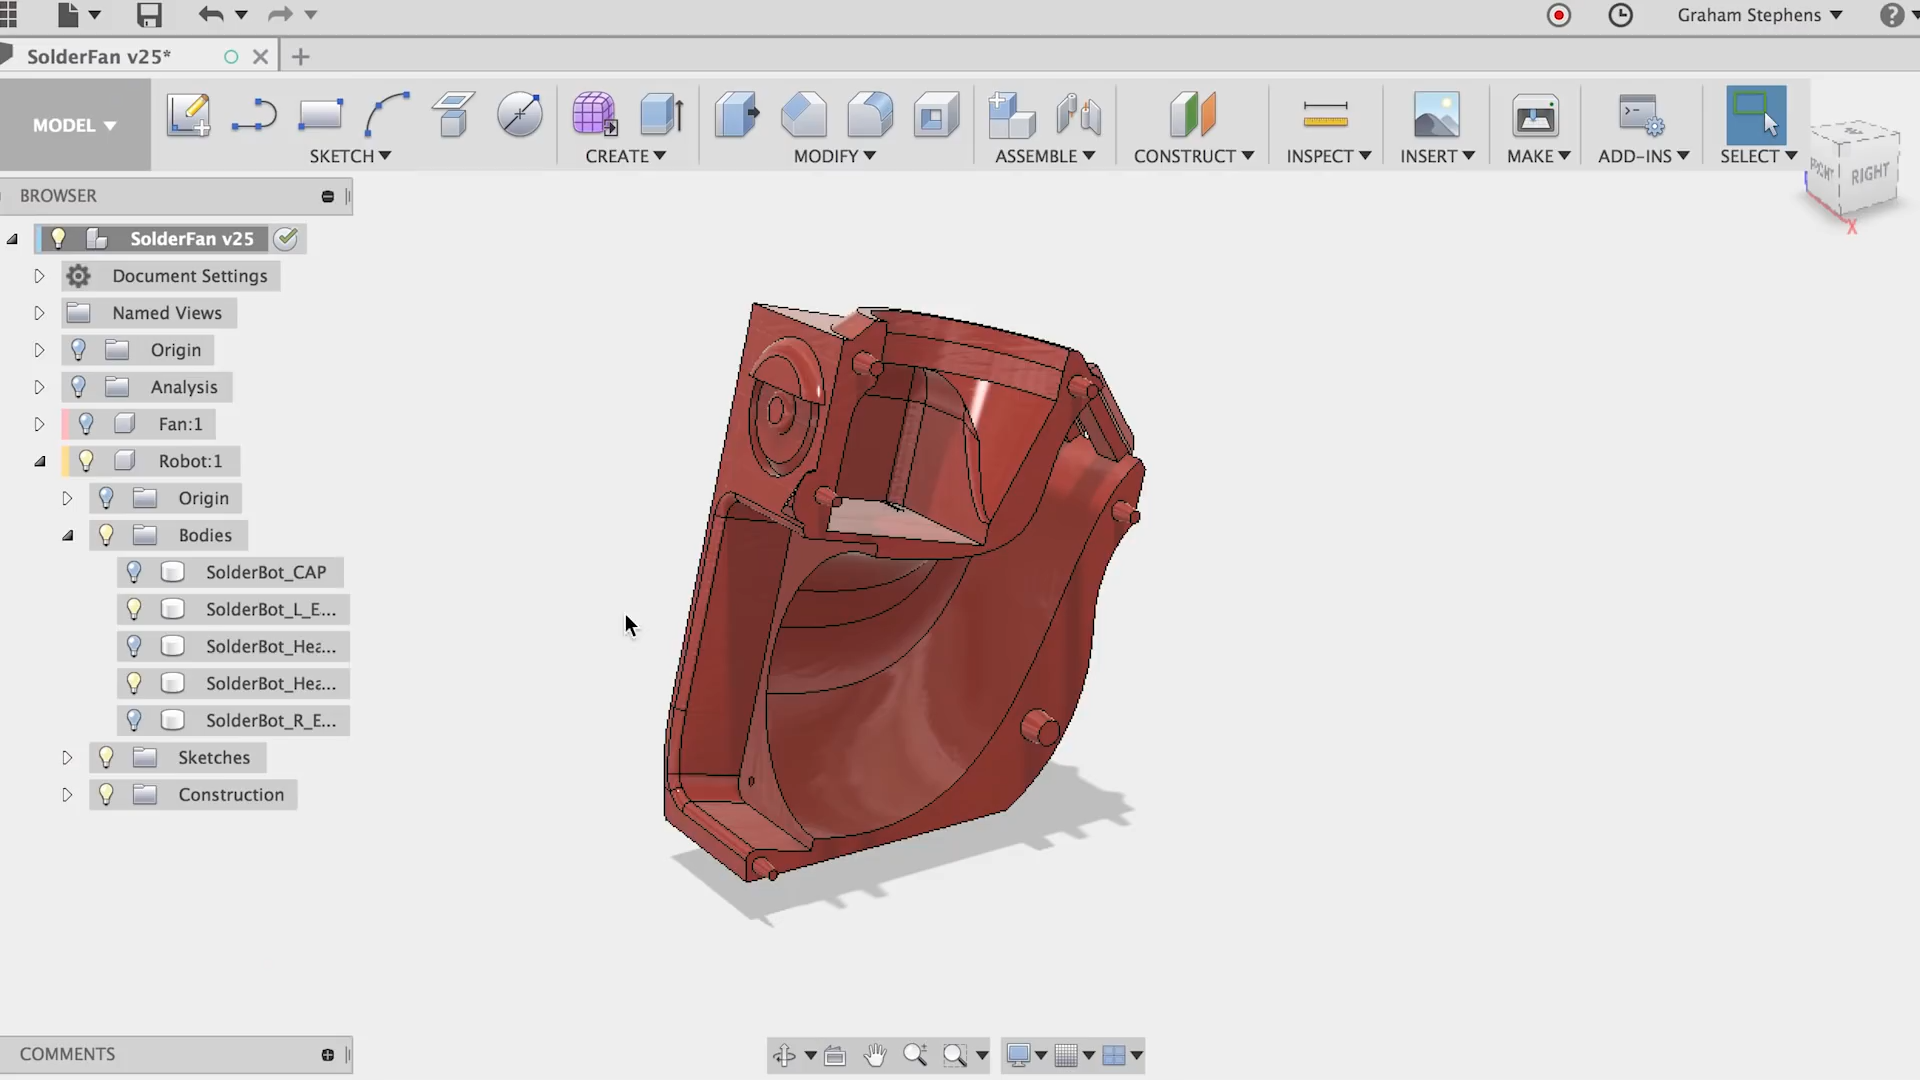 Graham Stephens
SolderFan v25*
MODEL
SKETCH
CREATE
MODIFY
ASSEMBLE
CONSTRUCT
INSPECT
INSERT
MAKE
ADD-INS
SELECT
FRONT
RIGHT
X
BROWSER
SolderFan v25
Document Settings
Named Views
Origin
Analysis
Fan:1
Robot:1
Origin
Bodies
SolderBot_CAP
SolderBot_L_E...
SolderBot_Hea...
SolderBot_Hea...
SolderBot_R_E...
Sketches
Construction
COMMENTS